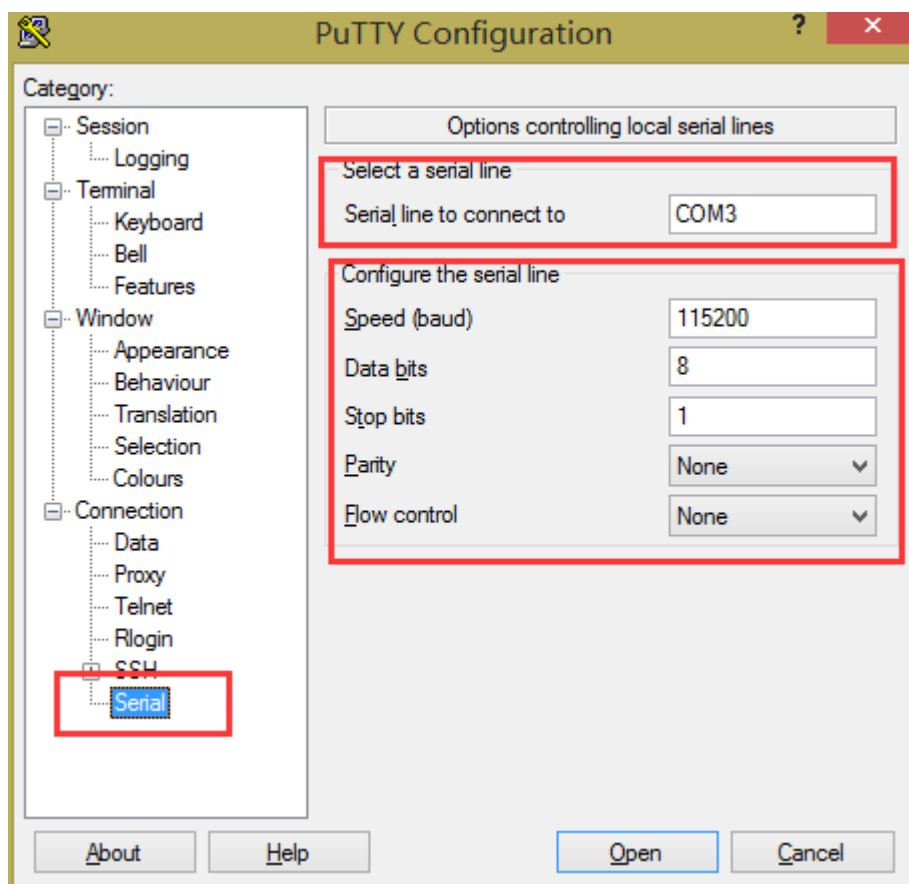 PuTTY Configuration
?
×
Category:
Session
Logging
Terminal
Keyboard
Bell
Features
Window
Appearance
Behaviour
Translation
Selection
Colours
Connection
Data
Proxy
Telnet
Rlogin
SSH
Serial
Options controlling local serial lines
Select a serial line
Serial line to connect to COM3
Configure the serial line
Speed (baud) 115200
Data bits 8
Stop bits 1
Parity None
Flow control None
About Help Open Cancel